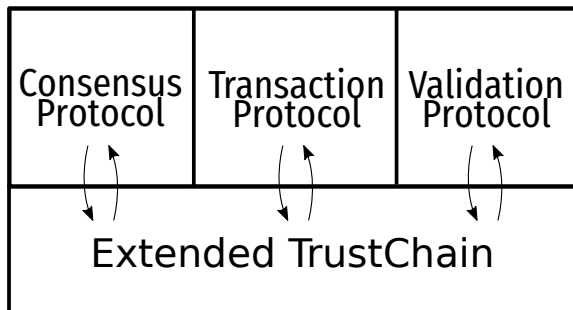 Consensus
Protocol
Transaction
Protocol
Validation
Protocol
Extended TrustChain